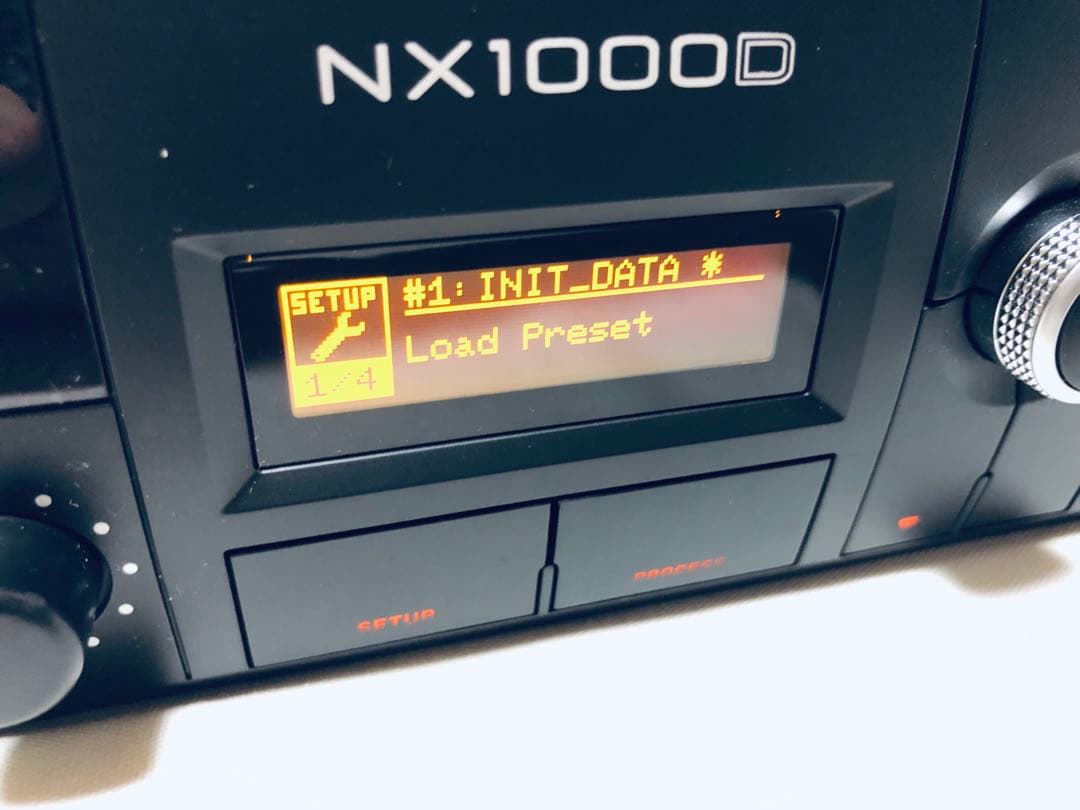 NX1000D
SETUP
1/4
#1: INIT_DATA *
Load Preset
SETUP
PROCESS